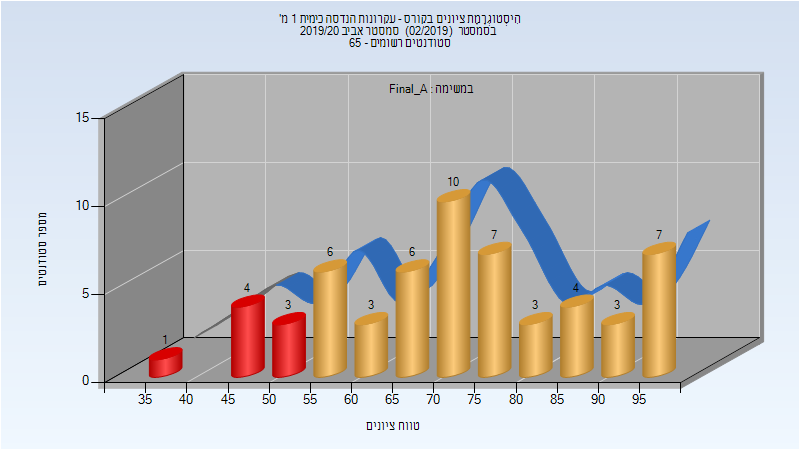 היסטוגרמת ציונים בקורס - עקרונות הנדסה כימית 1 מ'
בסמסטר (02/2019) סמסטר אביב 2019/20
סטודנטים רשומים - 65
במשימה : Final_A
מספר סטודנטים
15
10
5
0
1
4
3
6
3
6
10
7
3
4
3
7
35 40 45 50 55 60 65 70 75 80 85 90 95
טווח ציונים